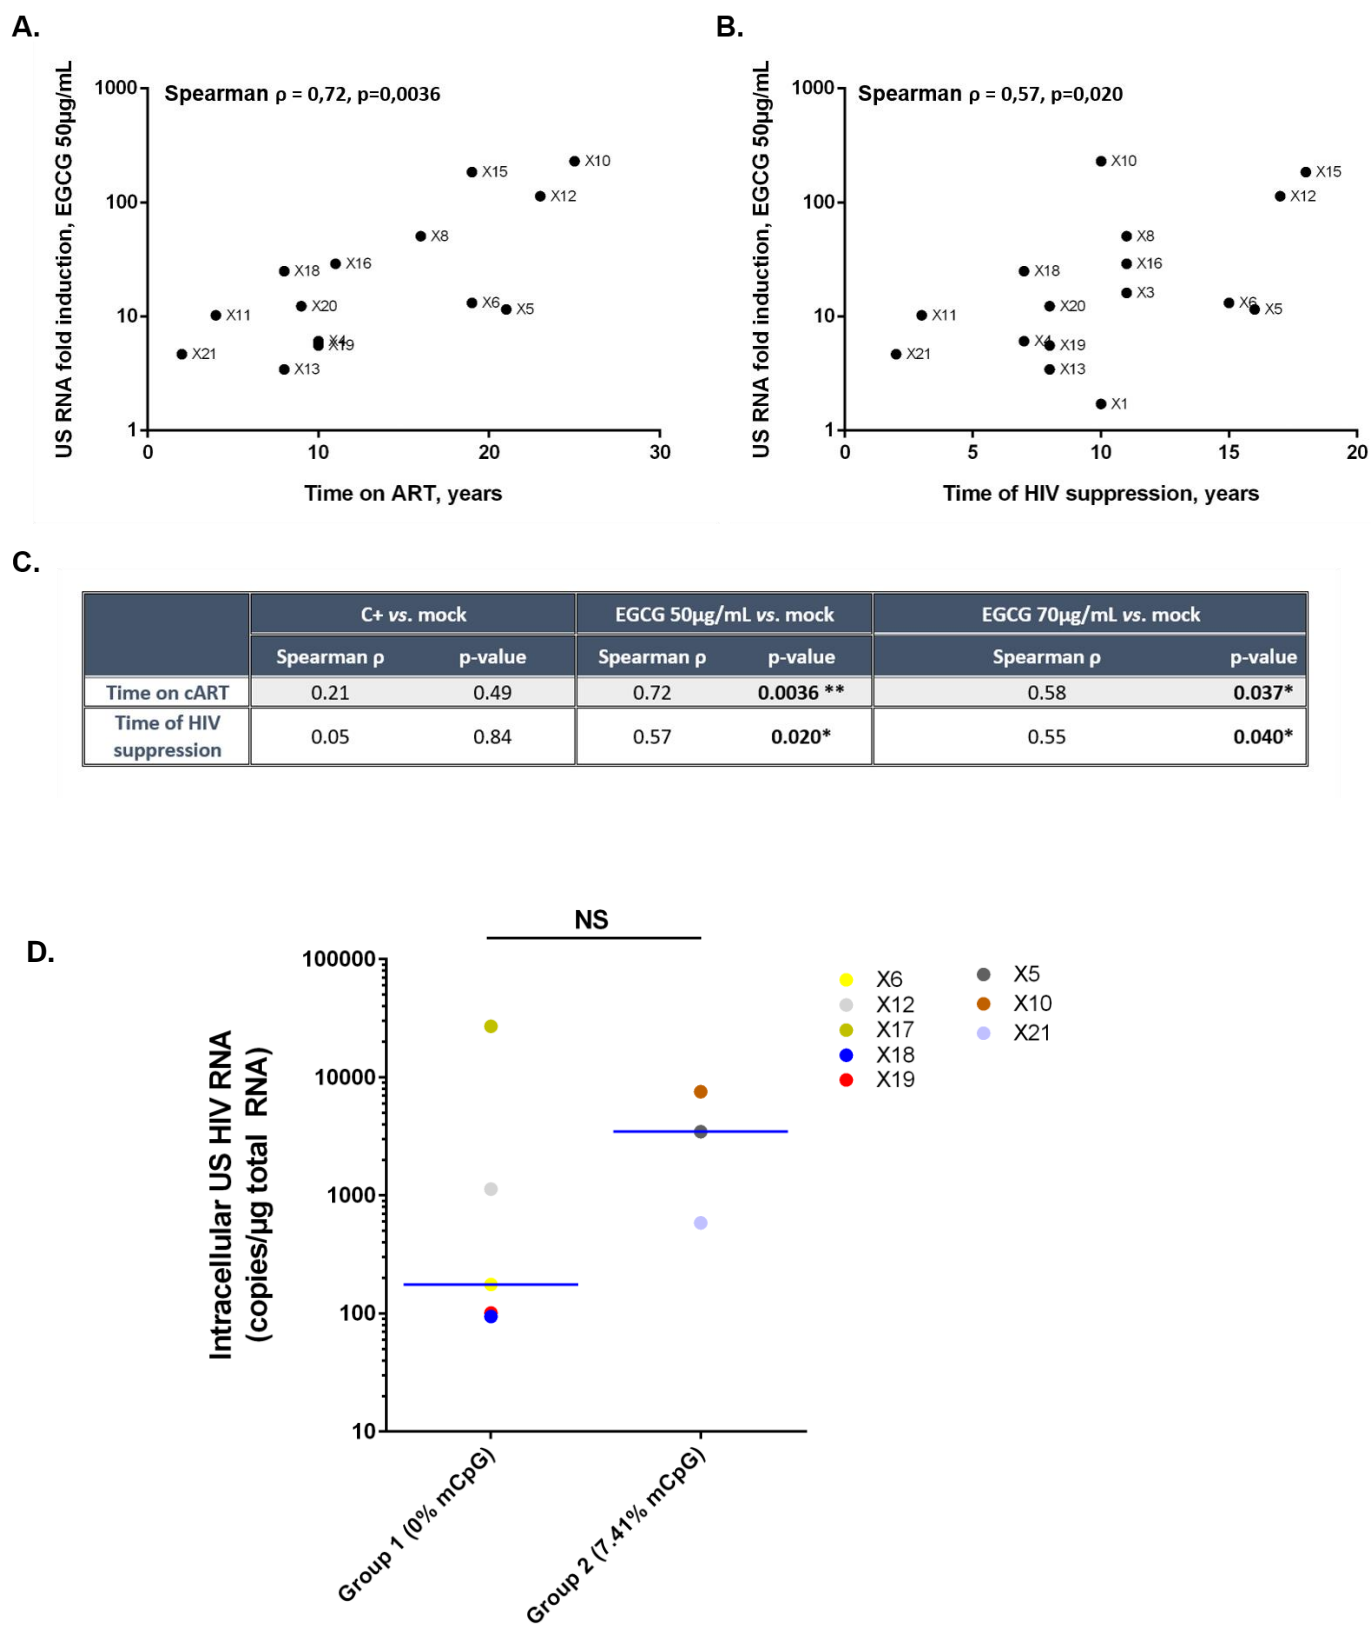 A.
US RNA fold induction, EGCG 50µg/mL
Spearman ρ = 0,72, p=0,0036
1000
100
10
1
X10
X15
X12
X8
X16
X18
X6
X5
X20
X11
X4
X19
X21
X13
0
10
20
30
Time on ART, years
B.
US RNA fold induction, EGCG 50µg/mL
Spearman ρ = 0,57, p=0,020
1000
100
10
1
X10
X15
X12
X8
X16
X18
X3
X6
X5
X20
X11
X4
X19
X21
X13
X1
0
5
10
15
20
Time of HIV suppression, years
C.
C+ vs. mock
EGCG 50µg/mL vs. mock
EGCG 70µg/mL vs. mock
Spearman ρ p-value Spearman ρ p-value Spearman ρ p-value
Time on cART 0.21 0.49 0.72 0.0036 ** 0.58 0.037*
Time of HIV
suppression 0.05 0.84 0.57 0.020* 0.55 0.040*
D.
NS
Intracellular US HIV RNA
(copies/µg total RNA)
100000
10000
1000
100
10
Group 1 (0% mCpG)
Group 2 (7.41% mCpG)
X6
X12
X17
X18
X19
X5
X10
X21